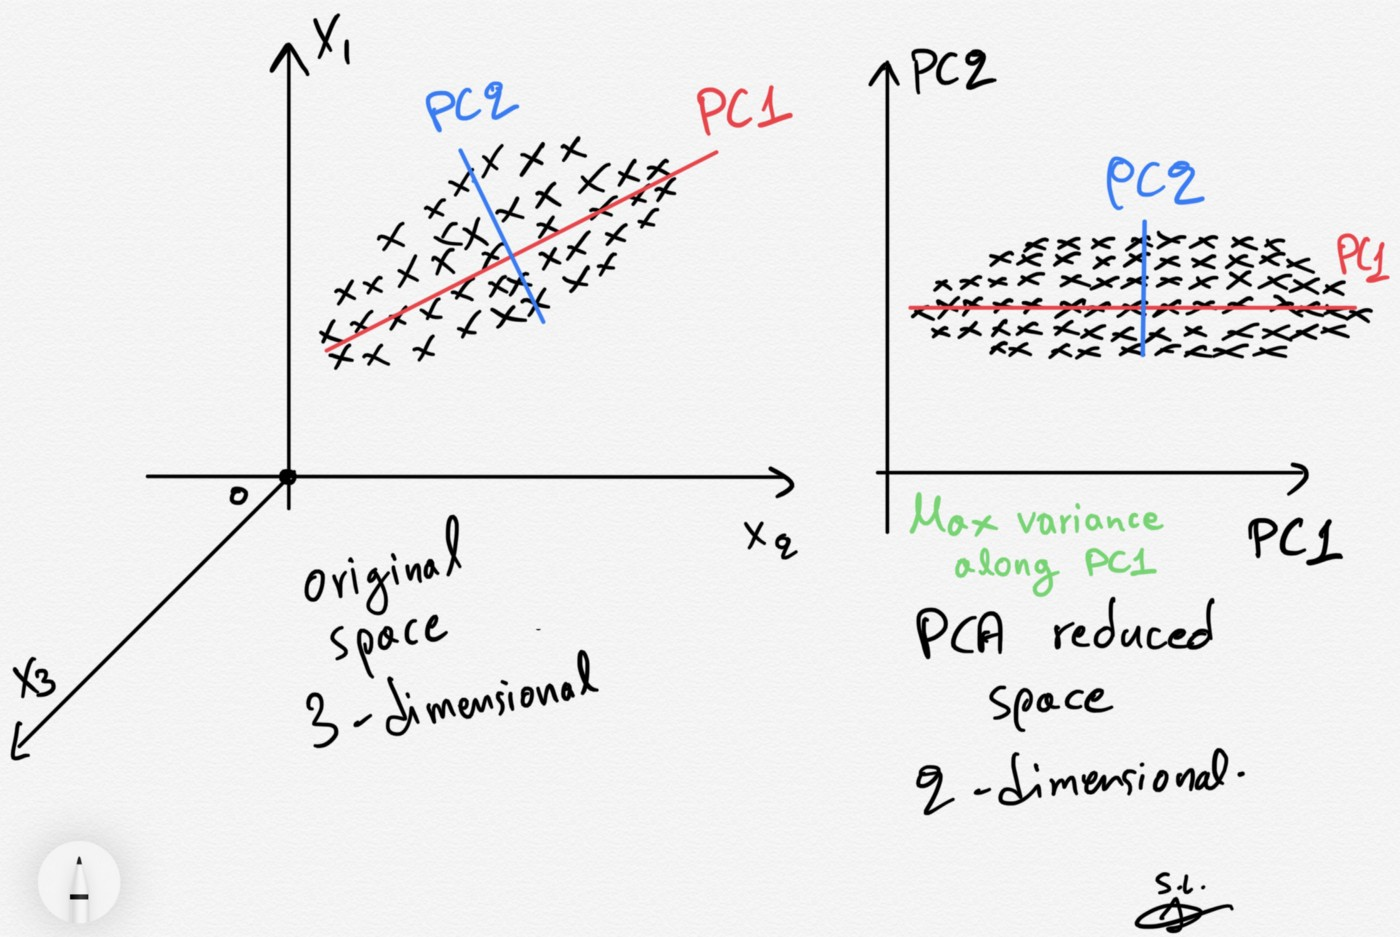 X1
PC2
PC1
0
X2
X3
original
space
3-dimensional
PC2
PC2
PC1
PC1
Max variance
along PC1
PCA reduced
space
2-dimensional.
S.L.